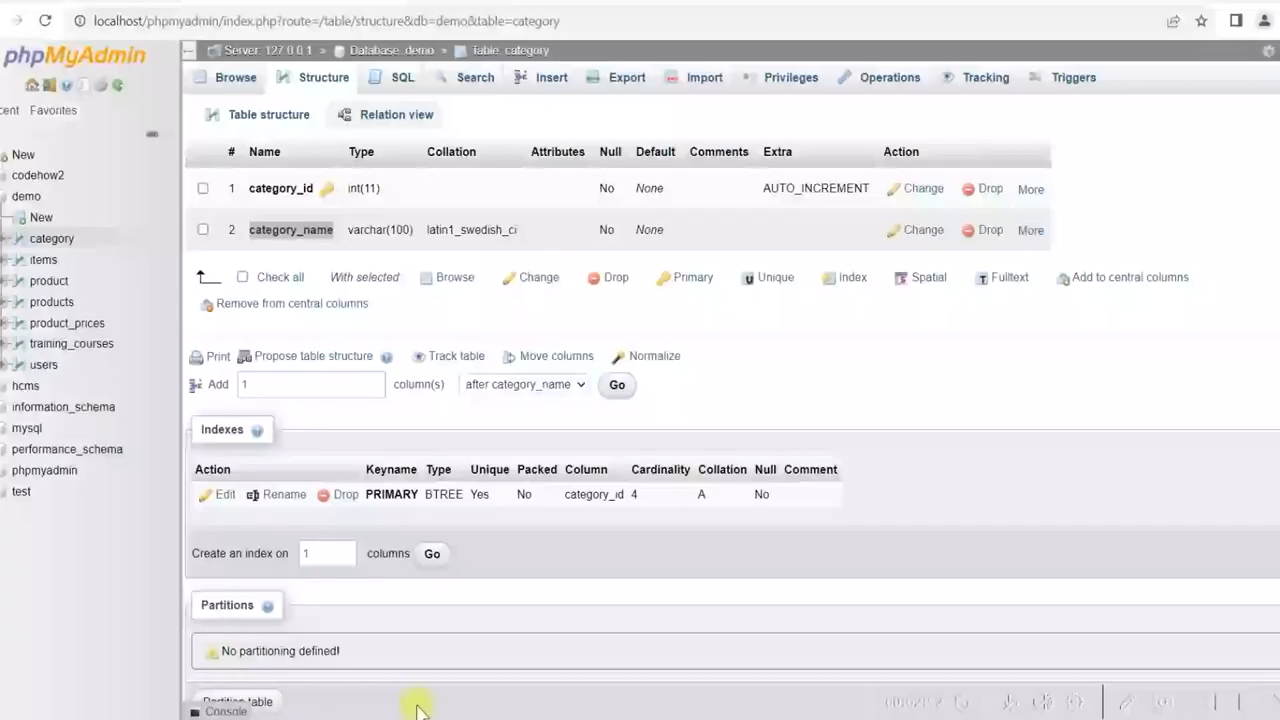 localhost/phpmyadmin/index.php?route=/table/structure&db=demo&table=category
phpMyAdmin
cent Favorites
New
codehow2
demo
New
category
items
product
products
product_prices
training_courses
users
hcms
information_schema
mysql
performance_schema
phpmyadmin
test
Server: 127.0.0.1 » Database: demo » Table: category
Browse Structure SQL Search Insert Export Import Privileges Operations Tracking Triggers
Table structure Relation view
# Name Type Collation Attributes Null Default Comments Extra Action
1 category_id int(11) No None AUTO_INCREMENT Change Drop More
2 category_name varchar(100) latin1_swedish_ci No None Change Drop More
Check all With selected Browse Change Drop Primary Unique Index Spatial Fulltext Add to central columns
Remove from central columns
Print Propose table structure Track table Move columns Normalize
Add 1 column(s) after category_name Go
Indexes
Action Keyname Type Unique Packed Column Cardinality Collation Null Comment
Edit Rename Drop PRIMARY BTREE Yes No category_id 4 A No
Create an index on 1 columns Go
Partitions
No partitioning defined!
Partition table
Console